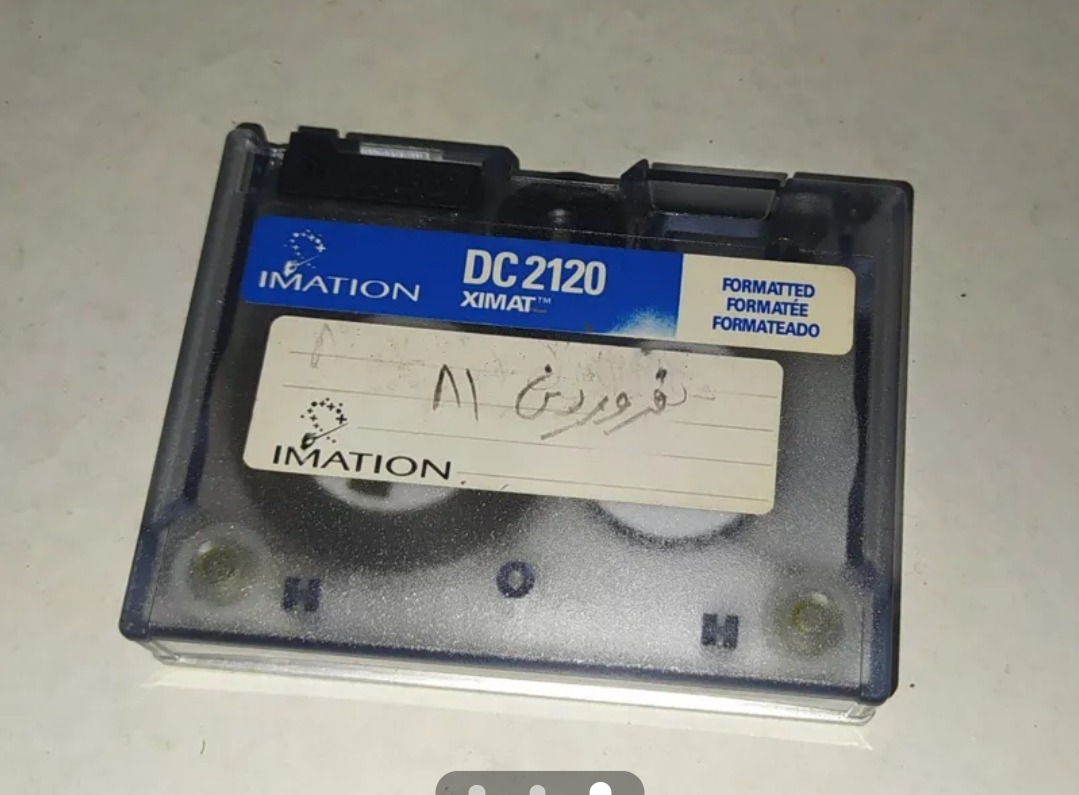 IMATION
DC 2120
XIMAT™
FORMATTED
FORMATÉE
FORMATEADO
فروردین ۸۱
IMATION